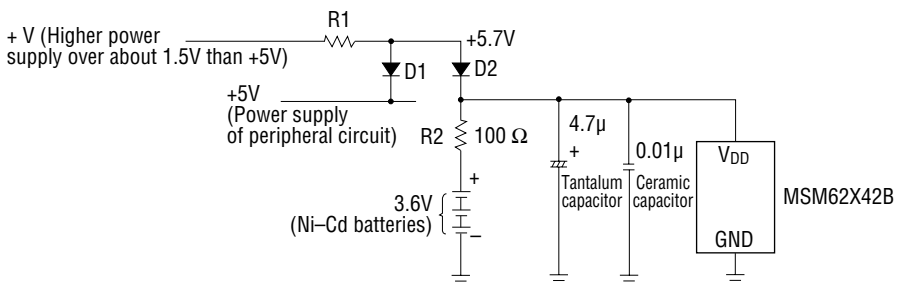 R1
+ V (Higher power
supply over about 1.5V than +5V)
+5.7V
D1
D2
+5V
(Power supply
of peripheral circuit)
R2
100 Ω
4.7μ
+
0.01μ
Tantalum
capacitor
Ceramic
capacitor
VDD
MSM62X42B
GND
+
3.6V
(Ni–Cd batteries)
–